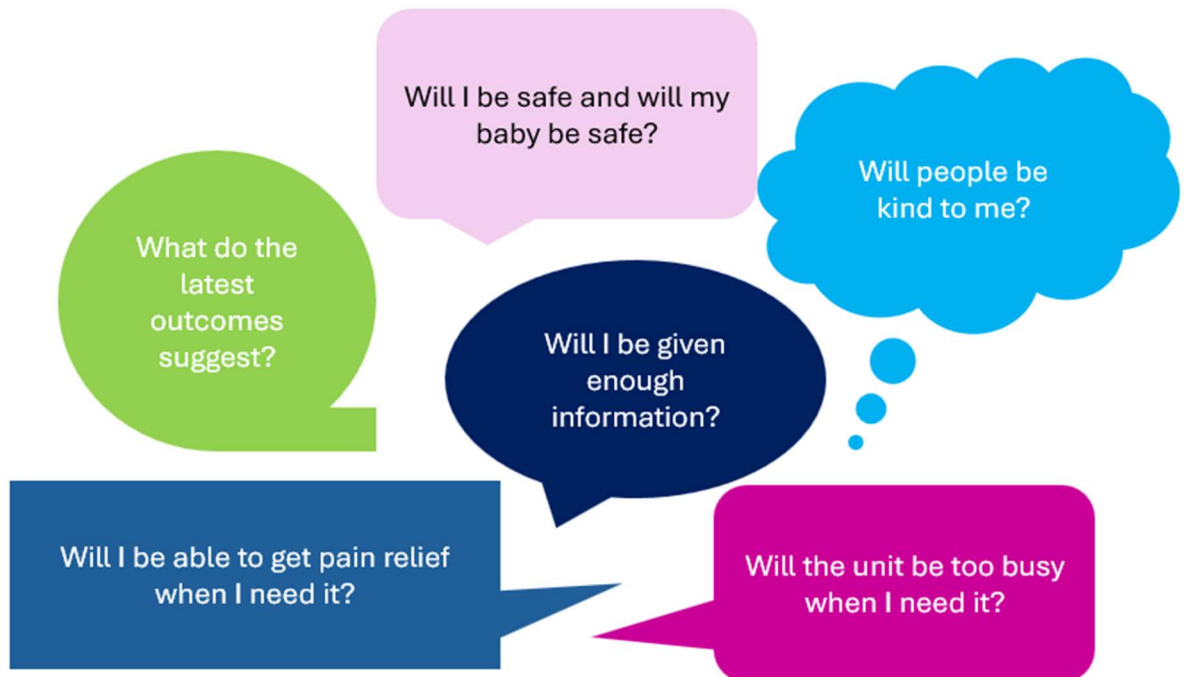 Will I be safe and will my
baby be safe?
Will people be
kind to me?
What do the
latest
outcomes
suggest?
Will I be given
enough
information?
Will I be able to get pain relief
when I need it?
Will the unit be too busy
when I need it?